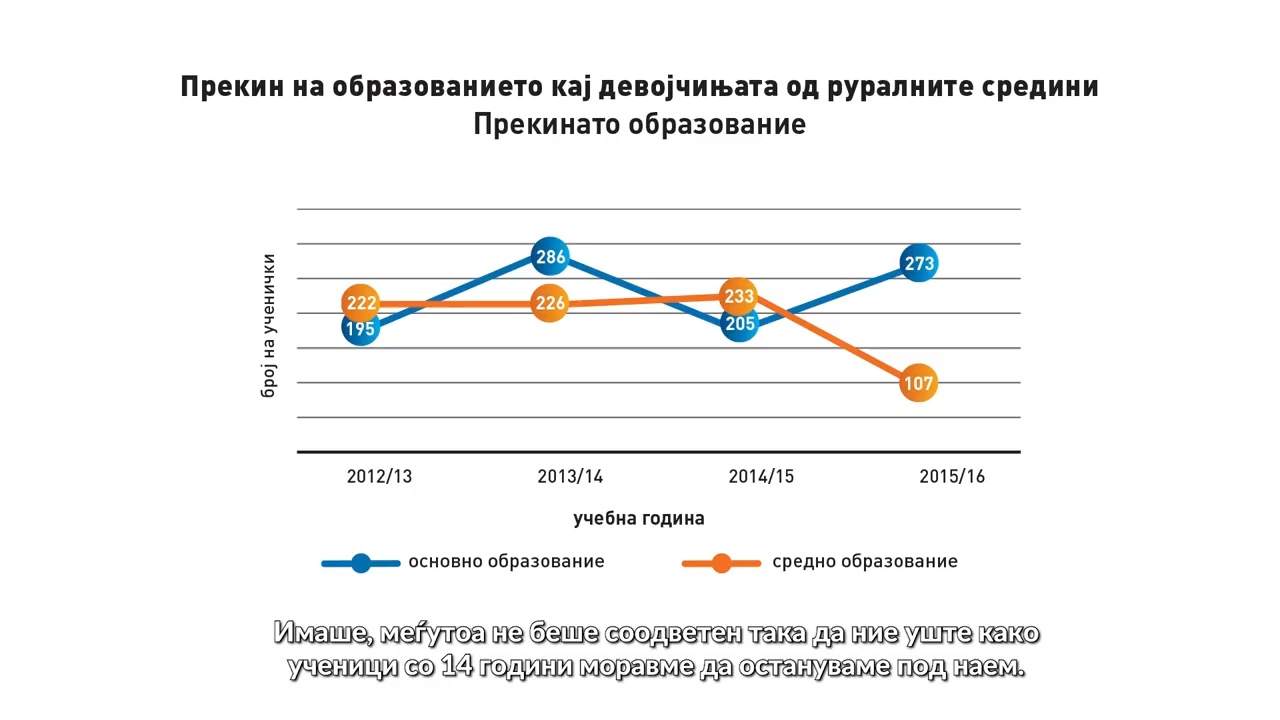 Прекин на образованието кај девојчињата од руралните средини
Прекинато образование
број на ученички
286
273
222
226
233
195
205
107
2012/13
2013/14
2014/15
2015/16
учебна година
основно образование
средно образование
Имаше, меѓутоа не беше соодветен така да ние уште како
ученици со 14 години моравме да остануваме под наем.